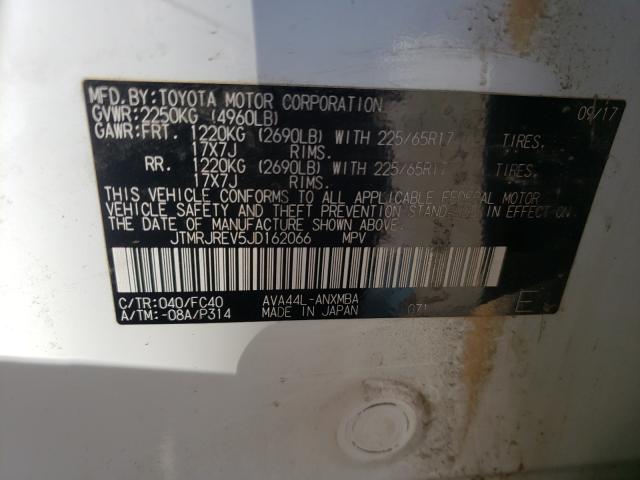 MFD.BY:TOYOTA MOTOR CORPORATION 09/17
GVWR:2250KG (4960LB)
GAWR:FRT. 1220KG (2690LB) WITH 225/65R17 TIRES.
17X7J RIMS.
RR. 1220KG (2690LB) WITH 225/65R17 TIRES.
17X7J RIMS.
THIS VEHICLE CONFORMS TO ALL APPLICABLE FEDERAL MOTOR
VEHICLE SAFETY AND THEFT PREVENTION STANDARDS IN EFFECT ON
THE DATE OF MANUFACTURE SHOWN ABOVE.
JTMRJREV5JD162066 MPV
C/TR:040/FC40 AVA44L-ANXMBA
A/TM:-08A/P314 MADE IN JAPAN 071 E